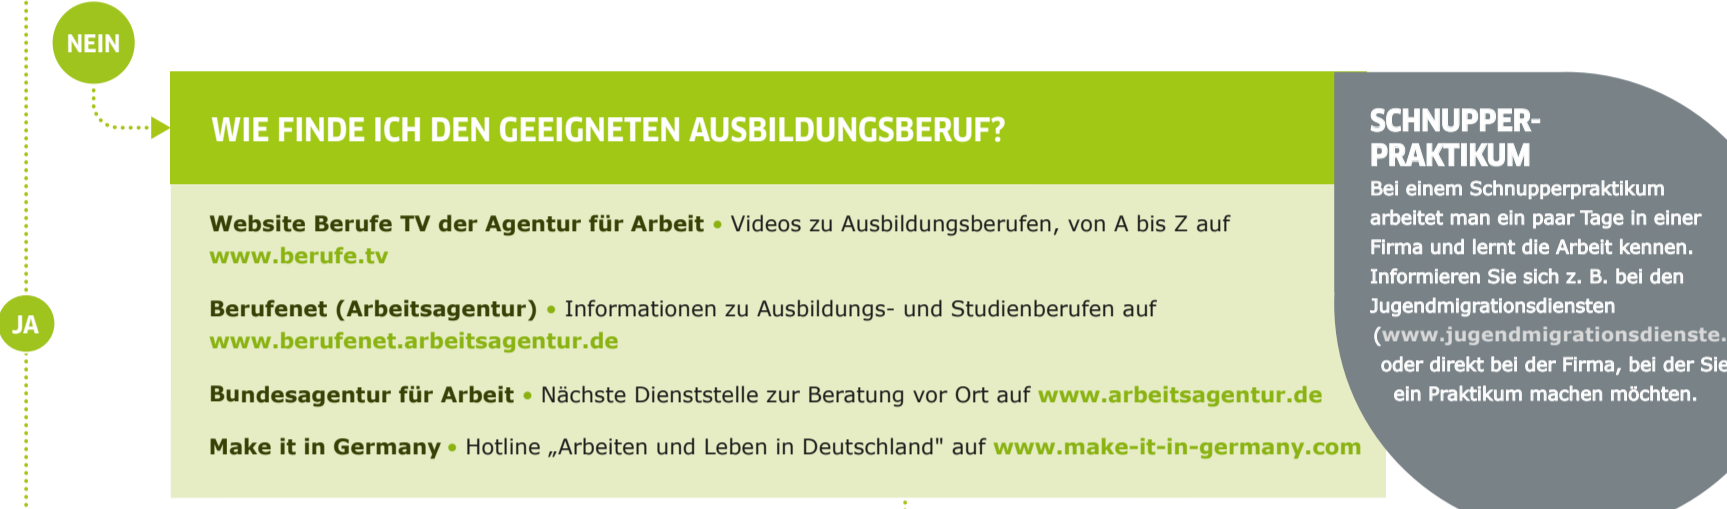 NEIN
WIE FINDE ICH DEN GEEIGNETEN AUSBILDUNGSBERUF?
Website Berufe TV der Agentur für Arbeit • Videos zu Ausbildungsberufen, von A bis Z auf
www.berufe.tv
Berufenet (Arbeitsagentur) • Informationen zu Ausbildungs- und Studienberufen auf
www.berufenet.arbeitsagentur.de
JA
Bundesagentur für Arbeit • Nächste Dienststelle zur Beratung vor Ort auf www.arbeitsagentur.de
Make it in Germany • Hotline „Arbeiten und Leben in Deutschland" auf www.make-it-in-germany.com
SCHNUPPER-
PRAKTIKUM
Bei einem Schnupperpraktikum
arbeitet man ein paar Tage in einer
Firma und lernt die Arbeit kennen.
Informieren Sie sich z. B. bei den
Jugendmigrationsdiensten
(www.jugendmigrationsdienste.
oder direkt bei der Firma, bei der Sie
ein Praktikum machen möchten.